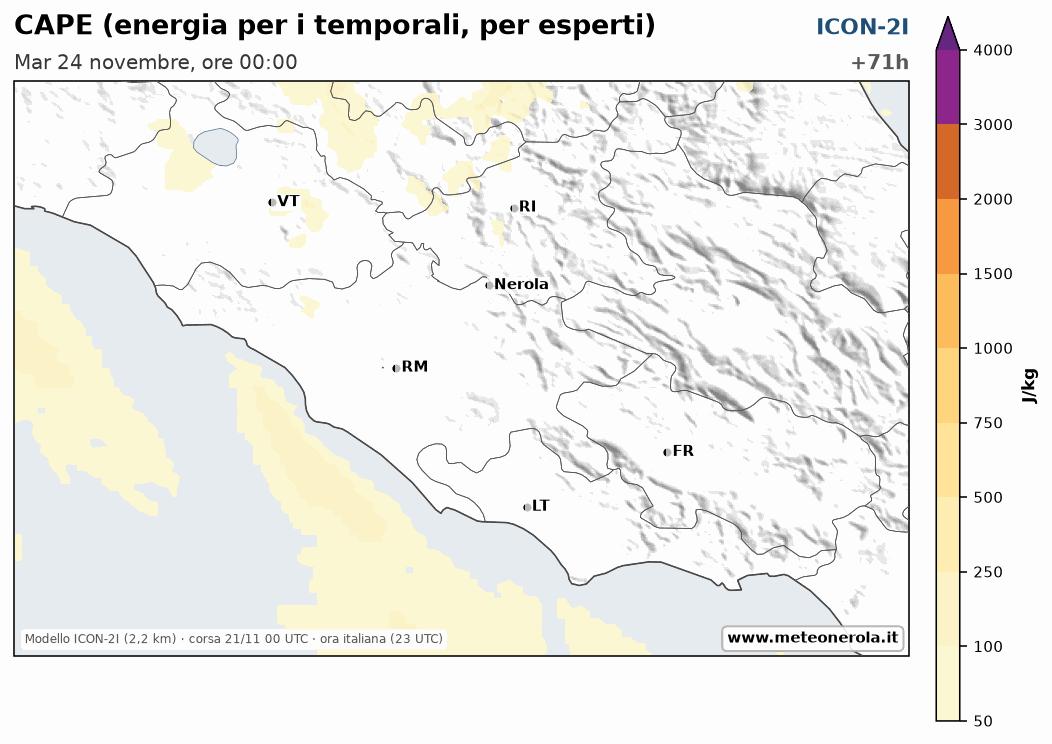 CAPE (energia per i temporali, per esperti)
ICON-2I
Mar 24 novembre, ore 00:00
+71h
4000
3000
2000
1500
1000
750
500
250
100
50
J/kg
VT
RI
Nerola
RM
FR
LT
Modello ICON-2I (2,2 km) · corsa 21/11 00 UTC · ora italiana (23 UTC)
www.meteonerola.it